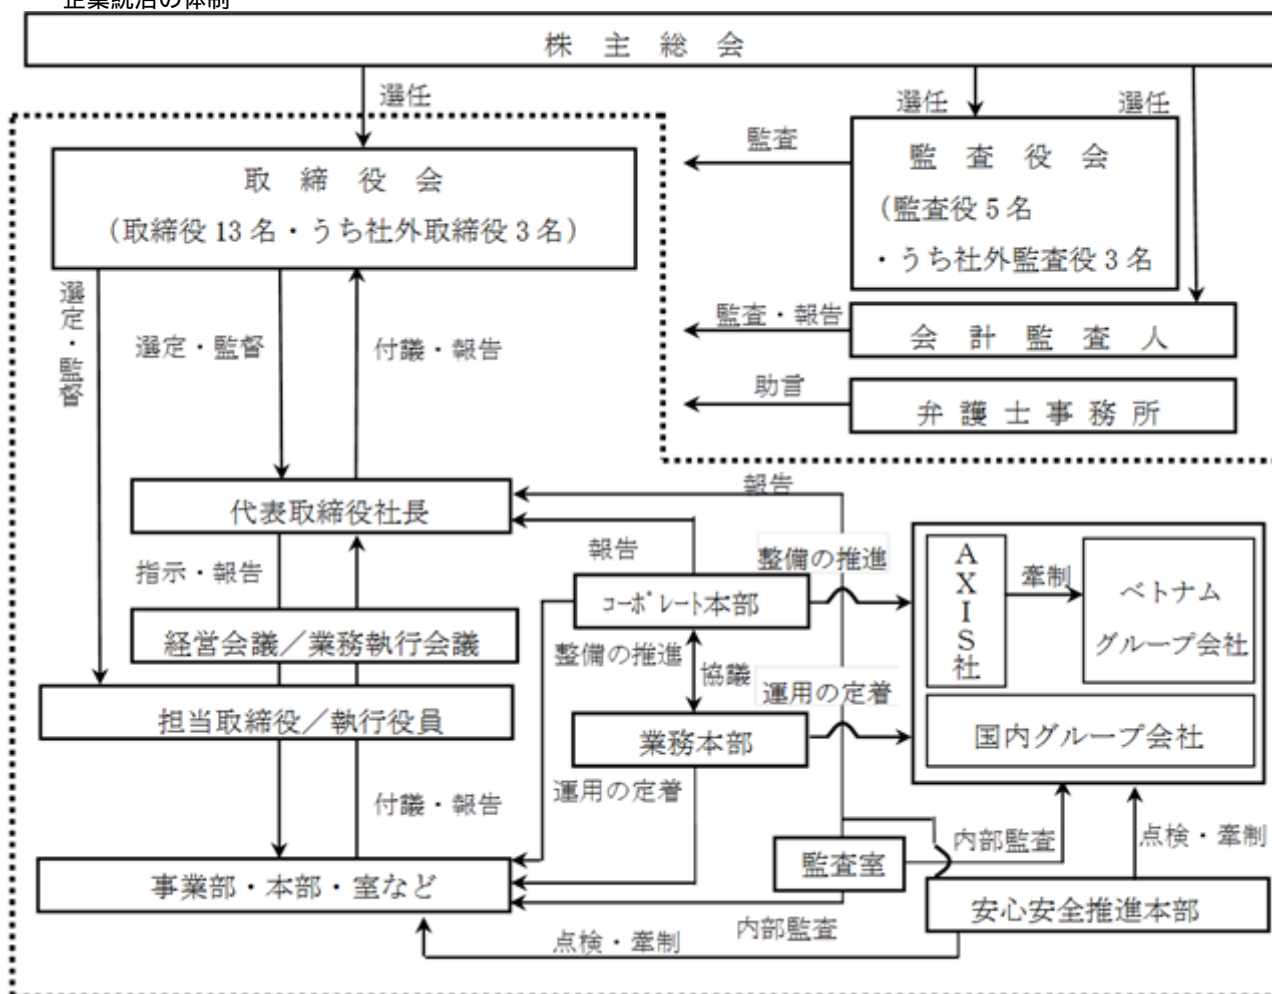 企業統治の体制
株主総会
選任
選任
選任
監査
取締役会
(取締役 13 名・うち社外取締役 3 名)
監査役会
(監査役 5 名
・うち社外監査役 3 名
選定・監督
選定・監督
付議・報告
監査・報告
会計監査人
助言
弁護士事務所
代表取締役社長
報告
報告
指示・報告
整備の推進
コーポレート本部
AXIS社
牽制
ベトナム
グループ会社
経営会議/業務執行会議
整備の推進
協議
運用の定着
担当取締役/執行役員
業務本部
国内グループ会社
運用の定着
付議・報告
内部監査
点検・牽制
監査室
事業部・本部・室など
安心安全推進本部
内部監査
点検・牽制